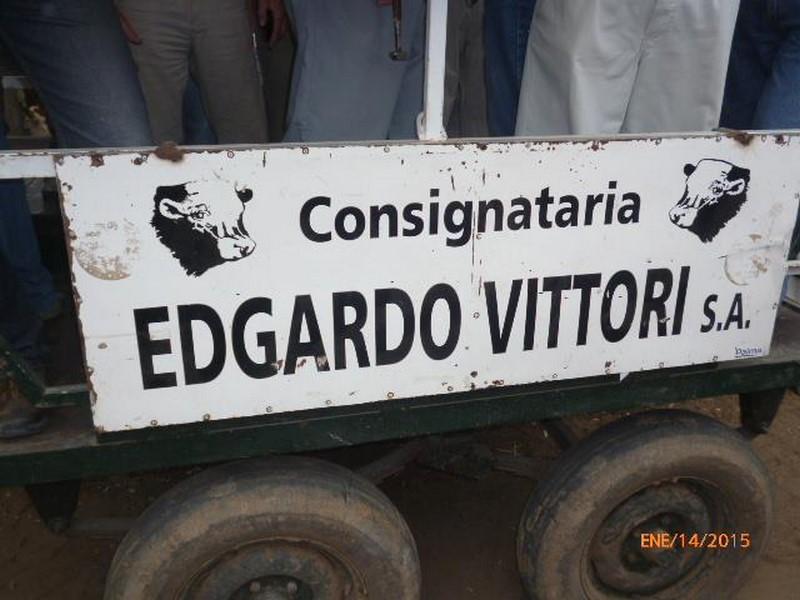 Consignataria
EDGARDO VITTORI S.A.
ENE/14/2015